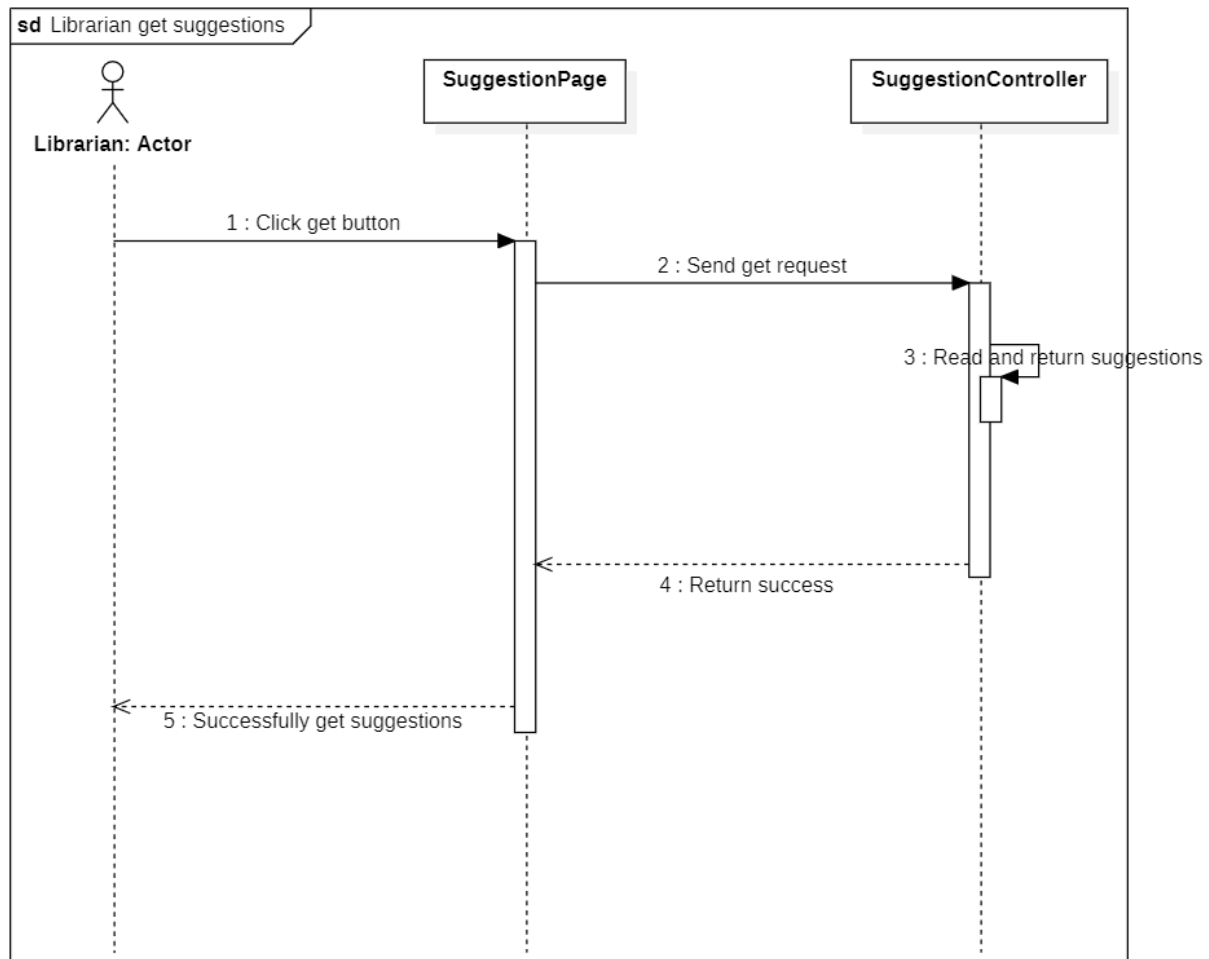 sd Librarian get suggestions
SuggestionPage
SuggestionController
Librarian: Actor
1 : Click get button
2 : Send get request
3 : Read and return suggestions
4 : Return success
5 : Successfully get suggestions